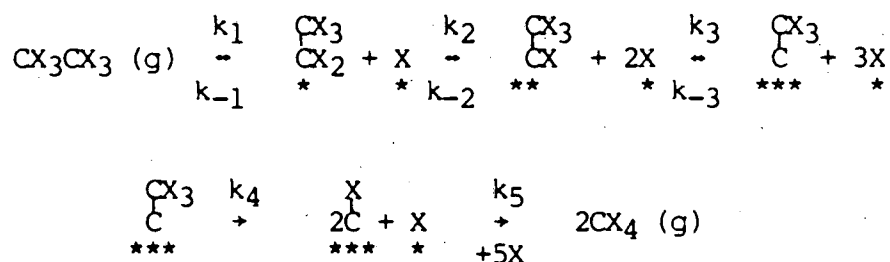 k1 k2 CX3 k3 CX3
CX3
CX3CX3 (g) ↔ CX2 + X ↔ CX + 2X ↔ C + 3X
k-1 * * k-2 ** * k-3 *** *
CX3 k4 X k5
C → 2C + X → 2CX4 (g)
*** *** * +5X